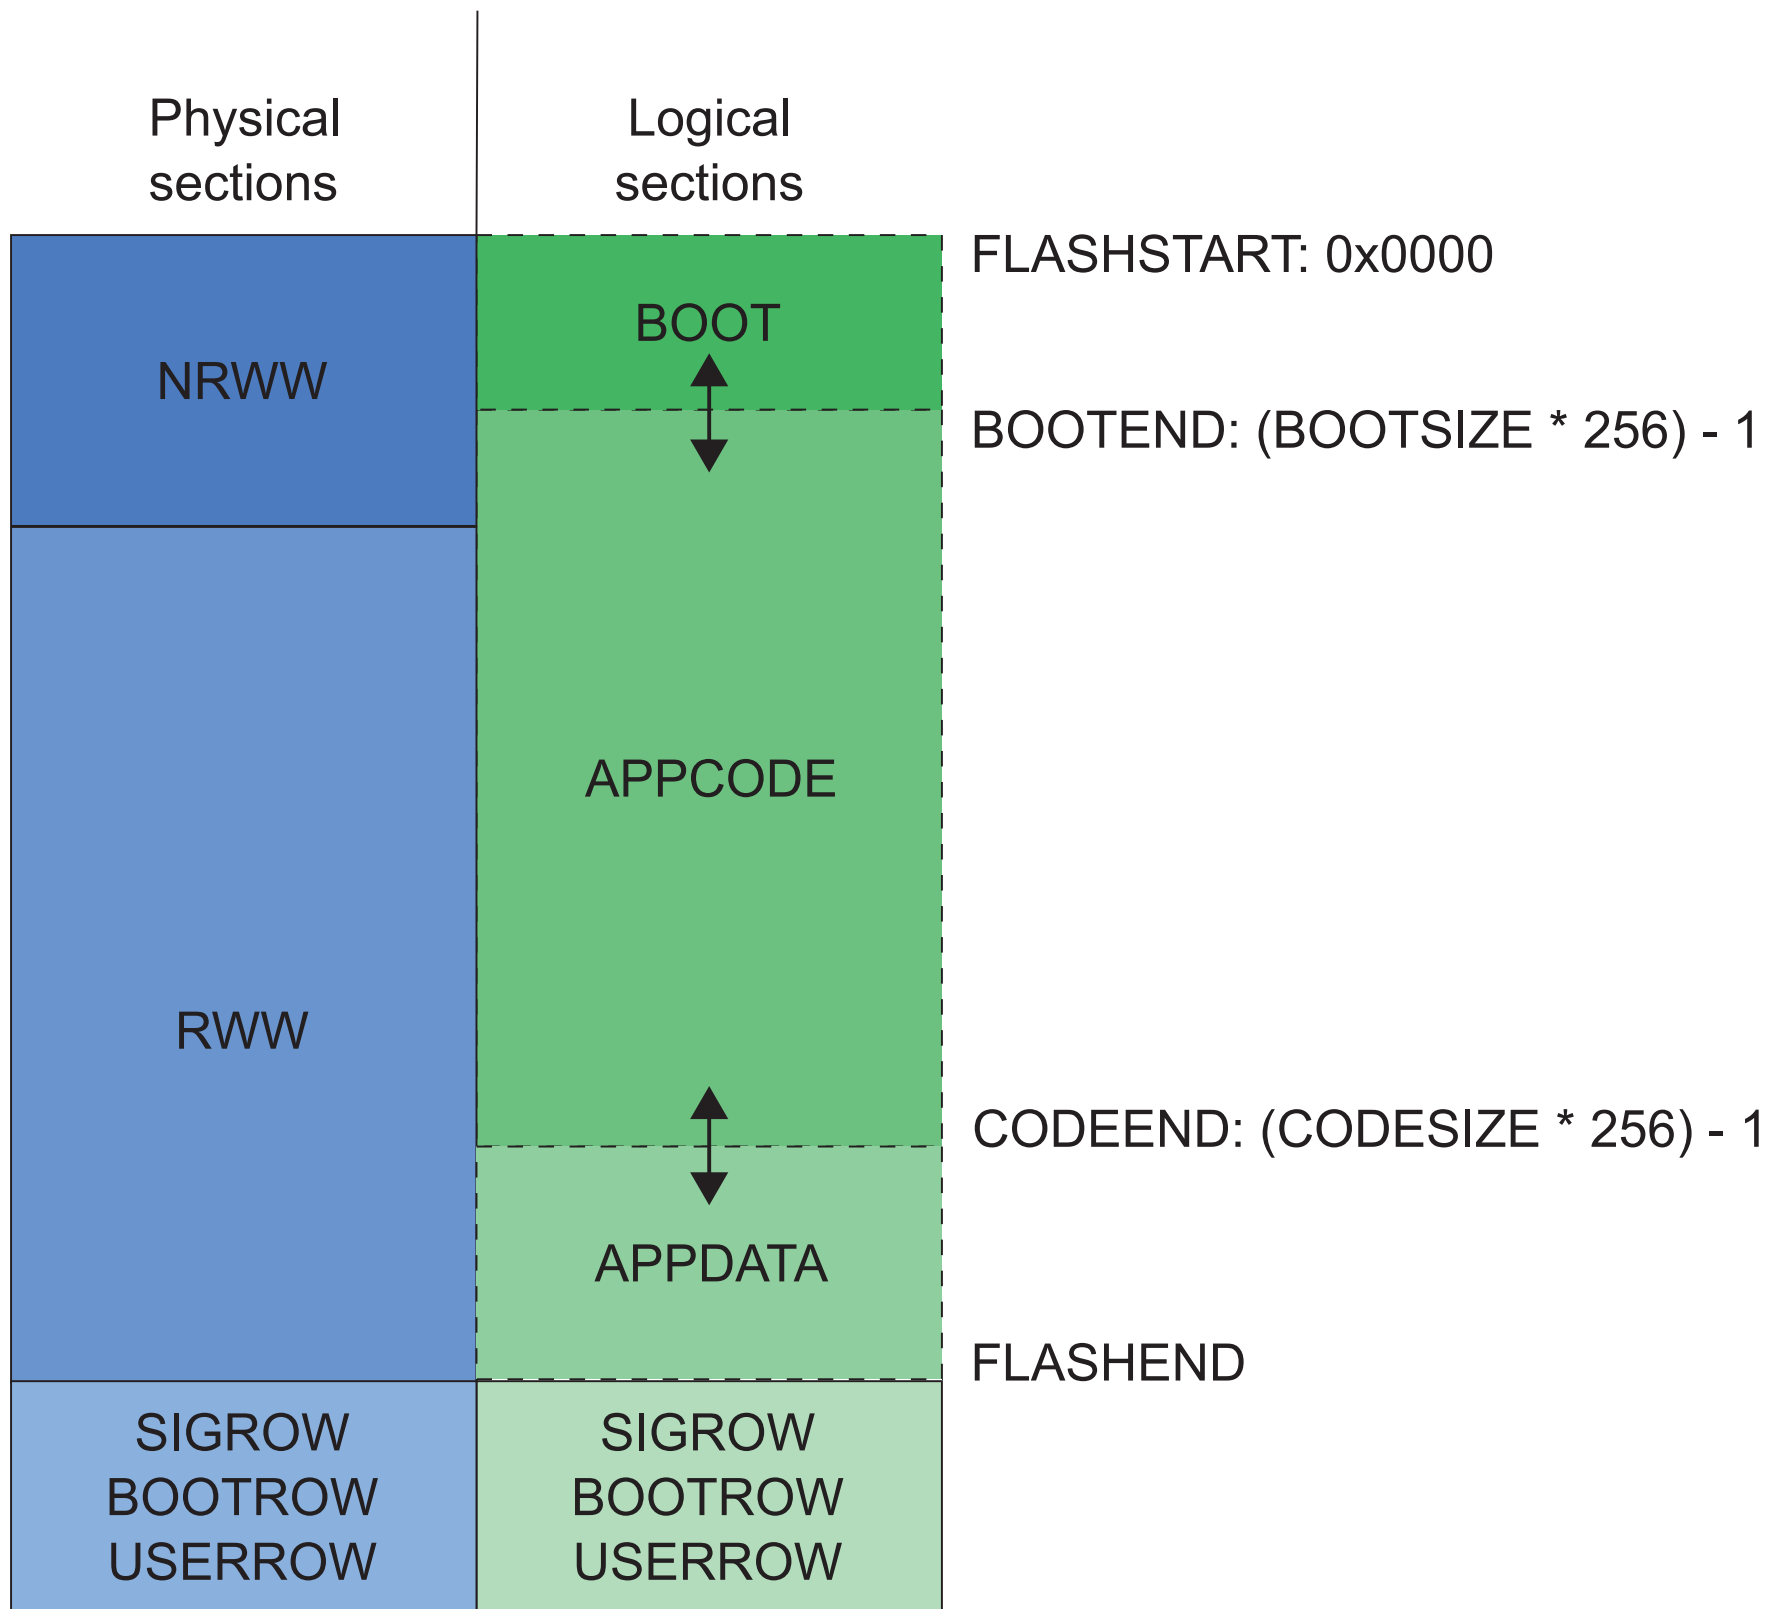 Physical
sections
Logical
sections
FLASHSTART: 0x0000
BOOT
NRWW
BOOTEND: (BOOTSIZE * 256) - 1
APPCODE
RWW
CODEEND: (CODESIZE * 256) - 1
APPDATA
FLASHEND
SIGROW
BOOTROW
USERROW
SIGROW
BOOTROW
USERROW